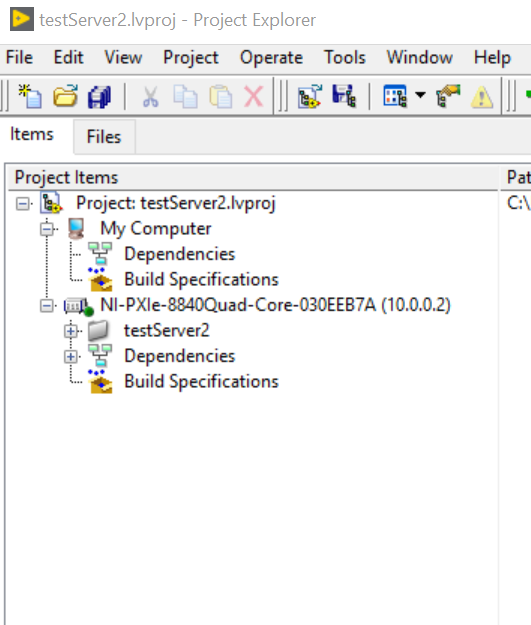 testServer2.lvproj - Project Explorer
File Edit View Project Operate Tools Window Help
Items Files
Project Items Pat
Project: testServer2.lvproj C:\
My Computer
Dependencies
Build Specifications
NI-PXIe-8840Quad-Core-030EEB7A (10.0.0.2)
testServer2
Dependencies
Build Specifications